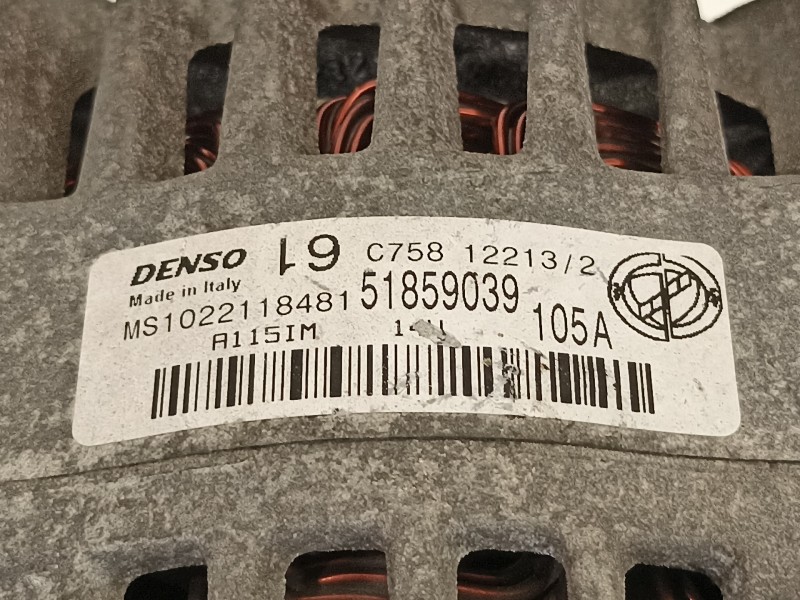 DENSO 19 C758 12213/2
Made in Italy
MS1022118481 51859039 105A
A115IM